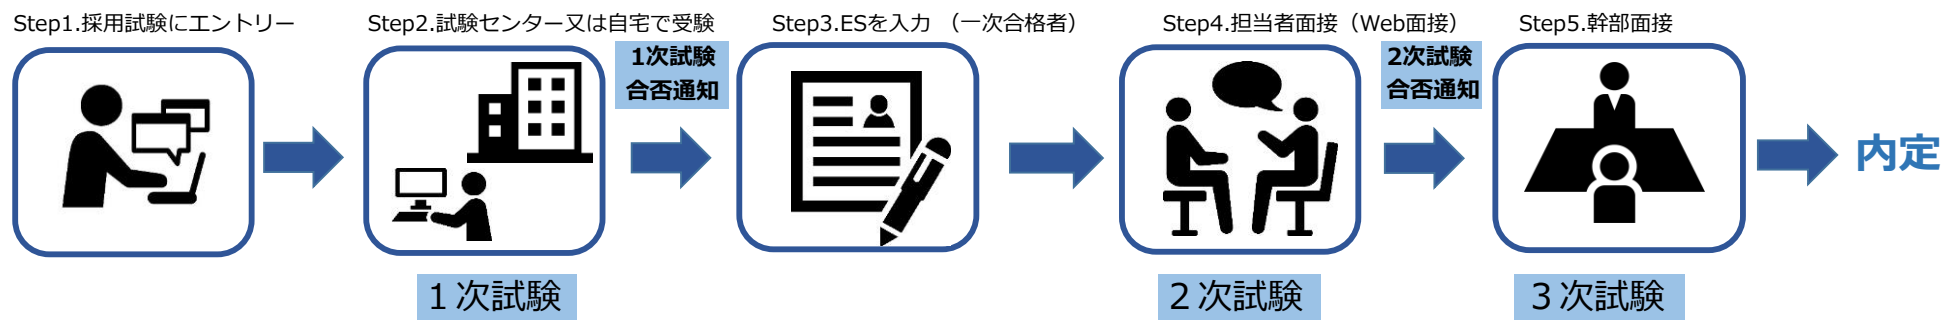 Step1.採用試験にエントリー
Step2.試験センター又は自宅で受験
Step3.ESを入力 （一次合格者）
Step4.担当者面接（Web面接）
Step5.幹部面接
1次試験
合否通知
2次試験
合否通知
内定
１次試験
２次試験
３次試験